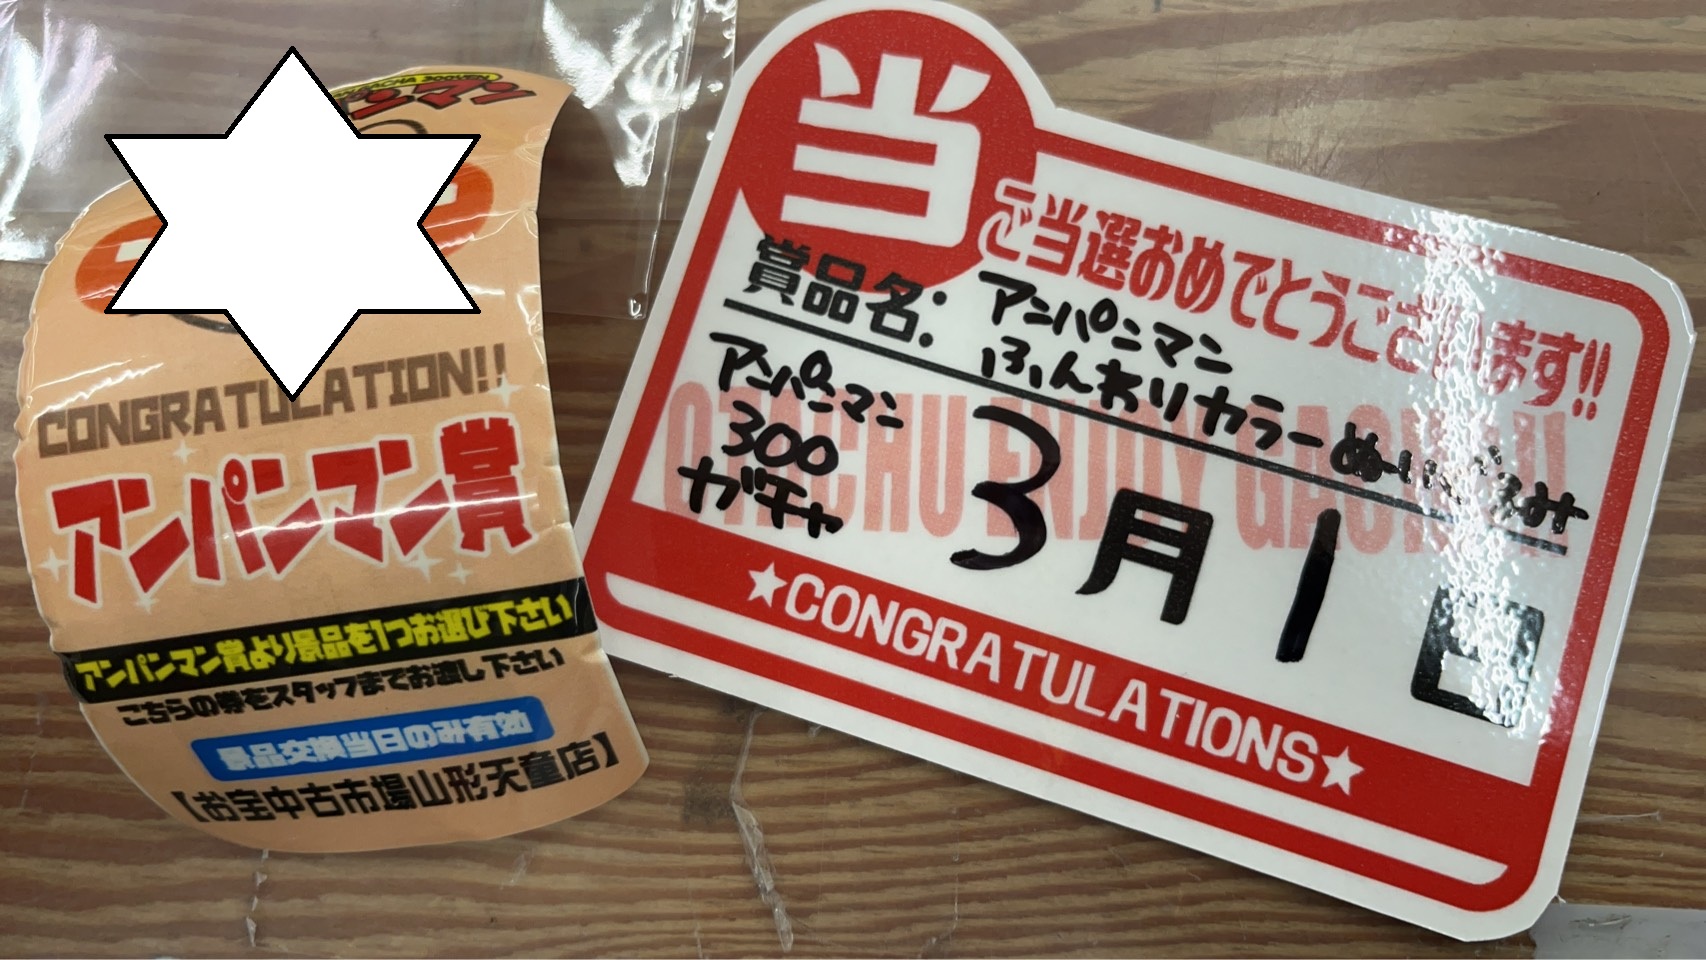 300YEN
パンマン
CONGRATULATION!!
アンパンマン賞
アンパンマン賞より景品を1つお選び下さい
こちらの券をスタッフまでお渡し下さい
景品交換当日のみ有効
【お宝中古市場山形天童店】
当
ご当選おめでとうございます!!
賞品名:
アンパンマン
ふんわりカラーぬいぐるみ
アンパンマン
300
ガチャ
3月1日
OTACHU ENJOY
★CONGRATULATIONS★